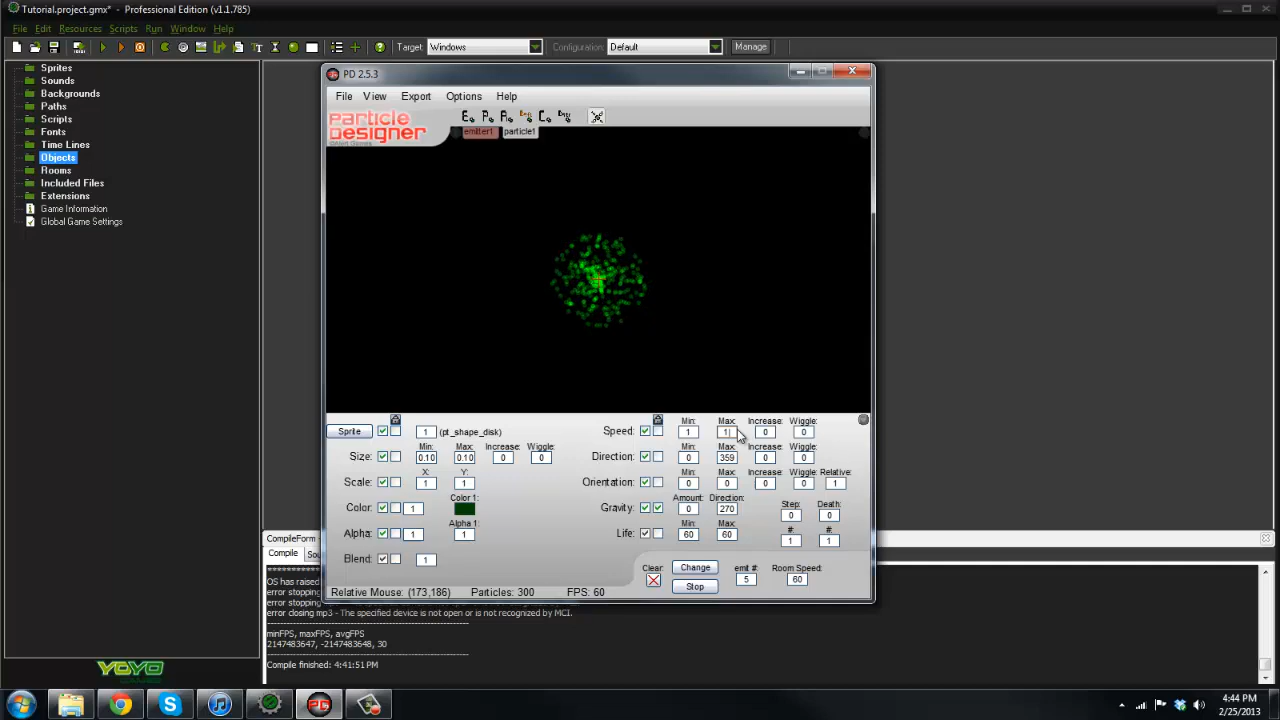 Tutorial.project.gmx* - Professional Edition (v1.1.785)
File Edit Resources Scripts Run Window Help
Target: Windows Configuration: Default Manage
Sprites
Sounds
Backgrounds
Paths
Scripts
Fonts
Time Lines
Objects
Rooms
Included Files
Extensions
Game Information
Global Game Settings
YOYO
GAMES
PD 2.5.3
File View Export Options Help
Particle
Designer
emitter1 particle1
Sprite 1 (pt_shape_disk)
Min: Max: Increase: Wiggle:
Size: 0.10 0.10 0 0
X: Y:
Scale: 1 1
Color 1:
Color: 1
Alpha 1:
Alpha: 1 1
Blend: 1
Min: Max: Increase: Wiggle:
Speed: 1 1 0 0
Min: Max: Increase: Wiggle:
Direction: 0 359 0 0
Min: Max: Increase: Wiggle: Relative:
Orientation: 0 0 0 0 1
Amount: Direction:
Gravity: 0 270
Step: Death:
0 0
Min Max
Life: 60 60
#: #:
1 1
Clear: Change emit #: Room Speed:
Stop 5 60
Relative Mouse: (173,186) Particles: 300 FPS: 60
CompileForm -
Compile
OS has raised
error stopping
error stopping
error closing mp3 - The specified device is not open or is not recognized by MCI.
minFPS, maxFPS, avgFPS
2147483647, -2147483648, 30
Compile finished: 4:41:51 PM
4:44 PM
2/25/2013